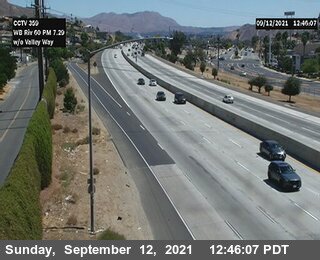 CCTV 359
WB Riv 60 PM 7.29
w/o Valley Way
09/12/2021 12:46:07
Sunday, September 12, 2021 12:46:07 PDT